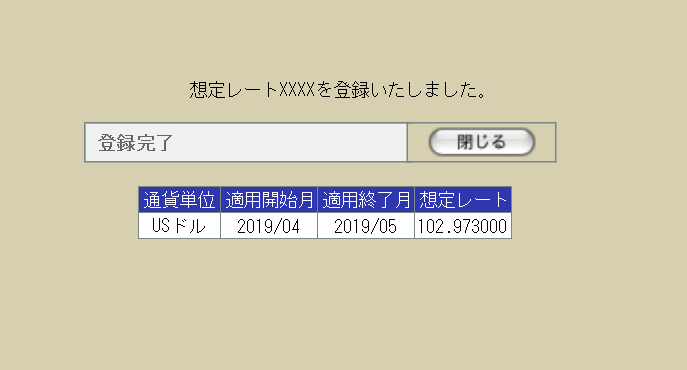 想定レートXXXXを登録いたしました。
登録完了 閉じる
通貨単位 適用開始月 適用終了月 想定レート
USドル 2019/04 2019/05 102.973000